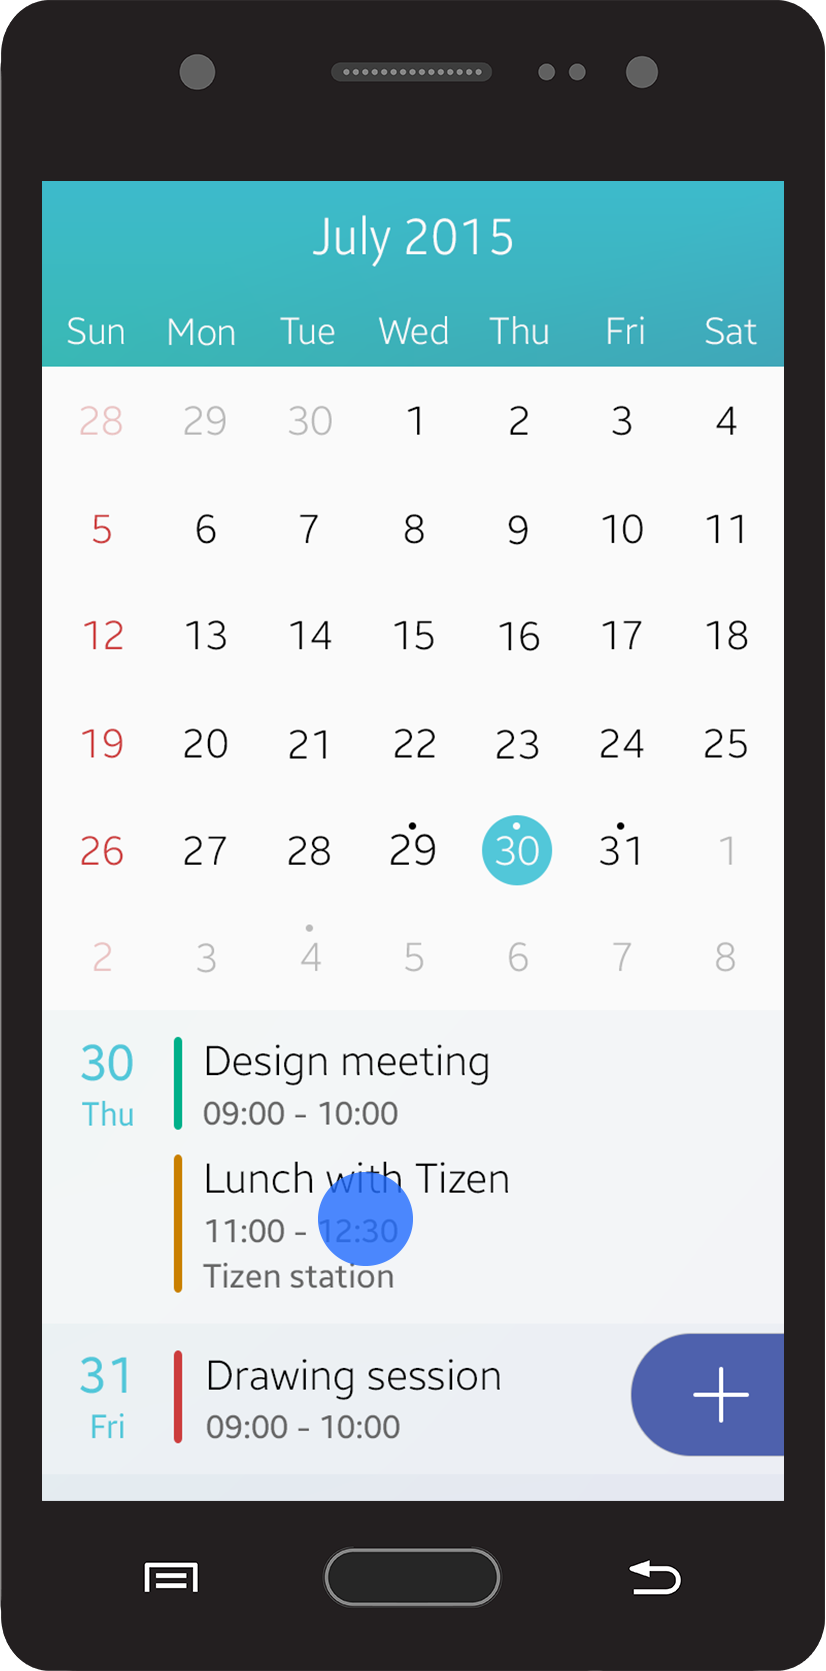 July 2015
Sun Mon Tue Wed Thu Fri Sat
28 29 30 1 2 3 4
5 6 7 8 9 10 11
12 13 14 15 16 17 18
19 20 21 22 23 24 25
26 27 28 29 30 31 1
2 3 4 5 6 7 8
30 Design meeting
Thu 09:00 - 10:00
Lunch with Tizen
11:00 - 12:30
Tizen station
31 Drawing session
Fri 09:00 - 10:00